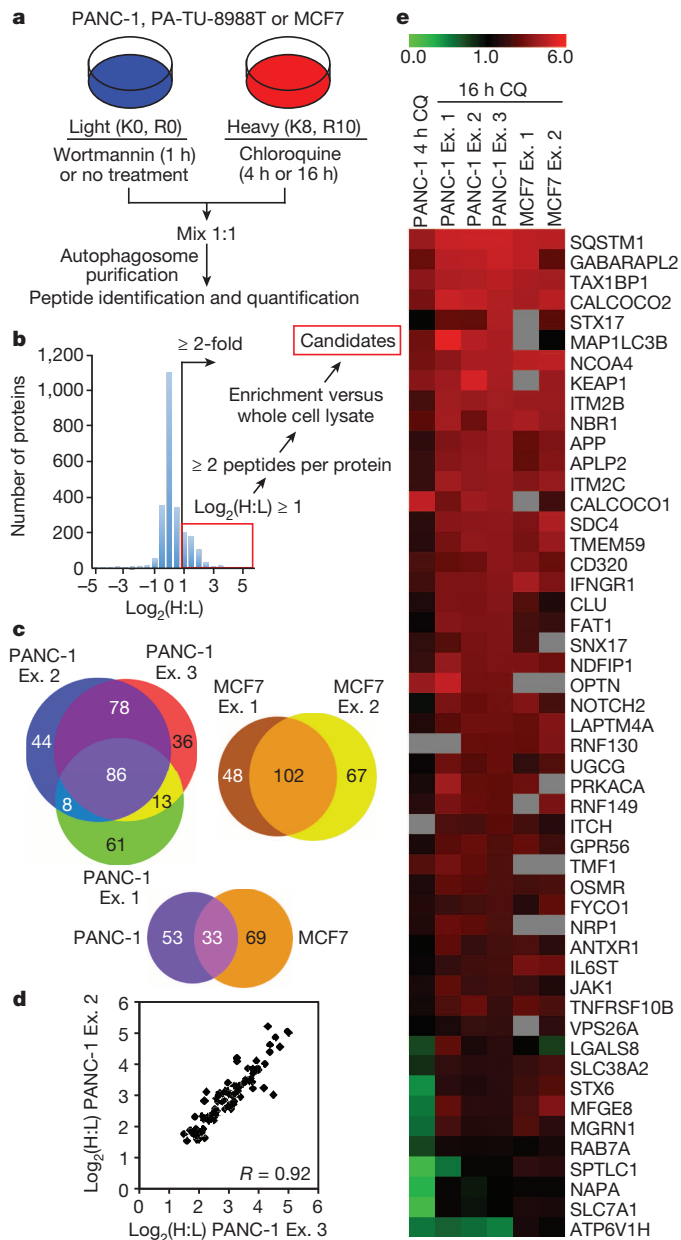 a
PANC-1, PA-TU-8988T or MCF7
Light (K0, R0)
Heavy (K8, R10)
Wortmannin (1 h)
or no treatment
Chloroquine
(4 h or 16 h)
Mix 1:1
Autophagosome
purification
Peptide identification and quantification
b
≥ 2-fold
Candidates
Enrichment versus
whole cell lysate
≥ 2 peptides per protein
Log2(H:L) ≥ 1
Number of proteins
1,200
1,000
800
600
400
200
0
–5 –3 –1 0 1 3 5
Log2(H:L)
c
PANC-1
Ex. 2
PANC-1
Ex. 3
78
44
36
86
8
13
61
PANC-1
Ex. 1
MCF7
Ex. 1
MCF7
Ex. 2
48 102 67
PANC-1 53 33 69 MCF7
d
Log2(H:L) PANC-1 Ex. 2
6
5
4
3
2
1
0
R = 0.92
0 1 2 3 4 5 6
Log2(H:L) PANC-1 Ex. 3
e
0.0 1.0 6.0
16 h CQ
PANC-1 4 h CQ
PANC-1 Ex. 1
PANC-1 Ex. 2
PANC-1 Ex. 3
MCF7 Ex. 1
MCF7 Ex. 2
SQSTM1
GABARAPL2
TAX1BP1
CALCOCO2
STX17
MAP1LC3B
NCOA4
KEAP1
ITM2B
NBR1
APP
APLP2
ITM2C
CALCOCO1
SDC4
TMEM59
CD320
IFNGR1
CLU
FAT1
SNX17
NDFIP1
OPTN
NOTCH2
LAPTM4A
RNF130
UGCG
PRKACA
RNF149
ITCH
GPR56
TMF1
OSMR
FYCO1
NRP1
ANTXR1
IL6ST
JAK1
TNFRSF10B
VPS26A
LGALS8
SLC38A2
STX6
MFGE8
MGRN1
RAB7A
SPTLC1
NAPA
SLC7A1
ATP6V1H